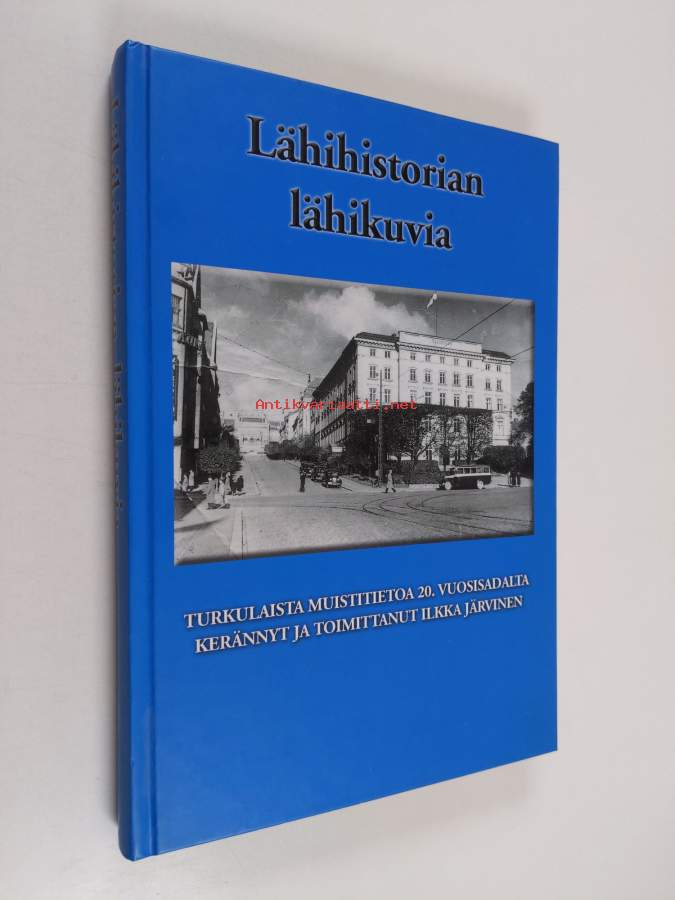 Lähihistorian
lähikuvia
Antikvariaatti.net
TURKULAISTA MUISTITIETOA 20. VUOSISADALTA
KERÄNNYT JA TOIMITTANUT ILKKA JÄRVINEN